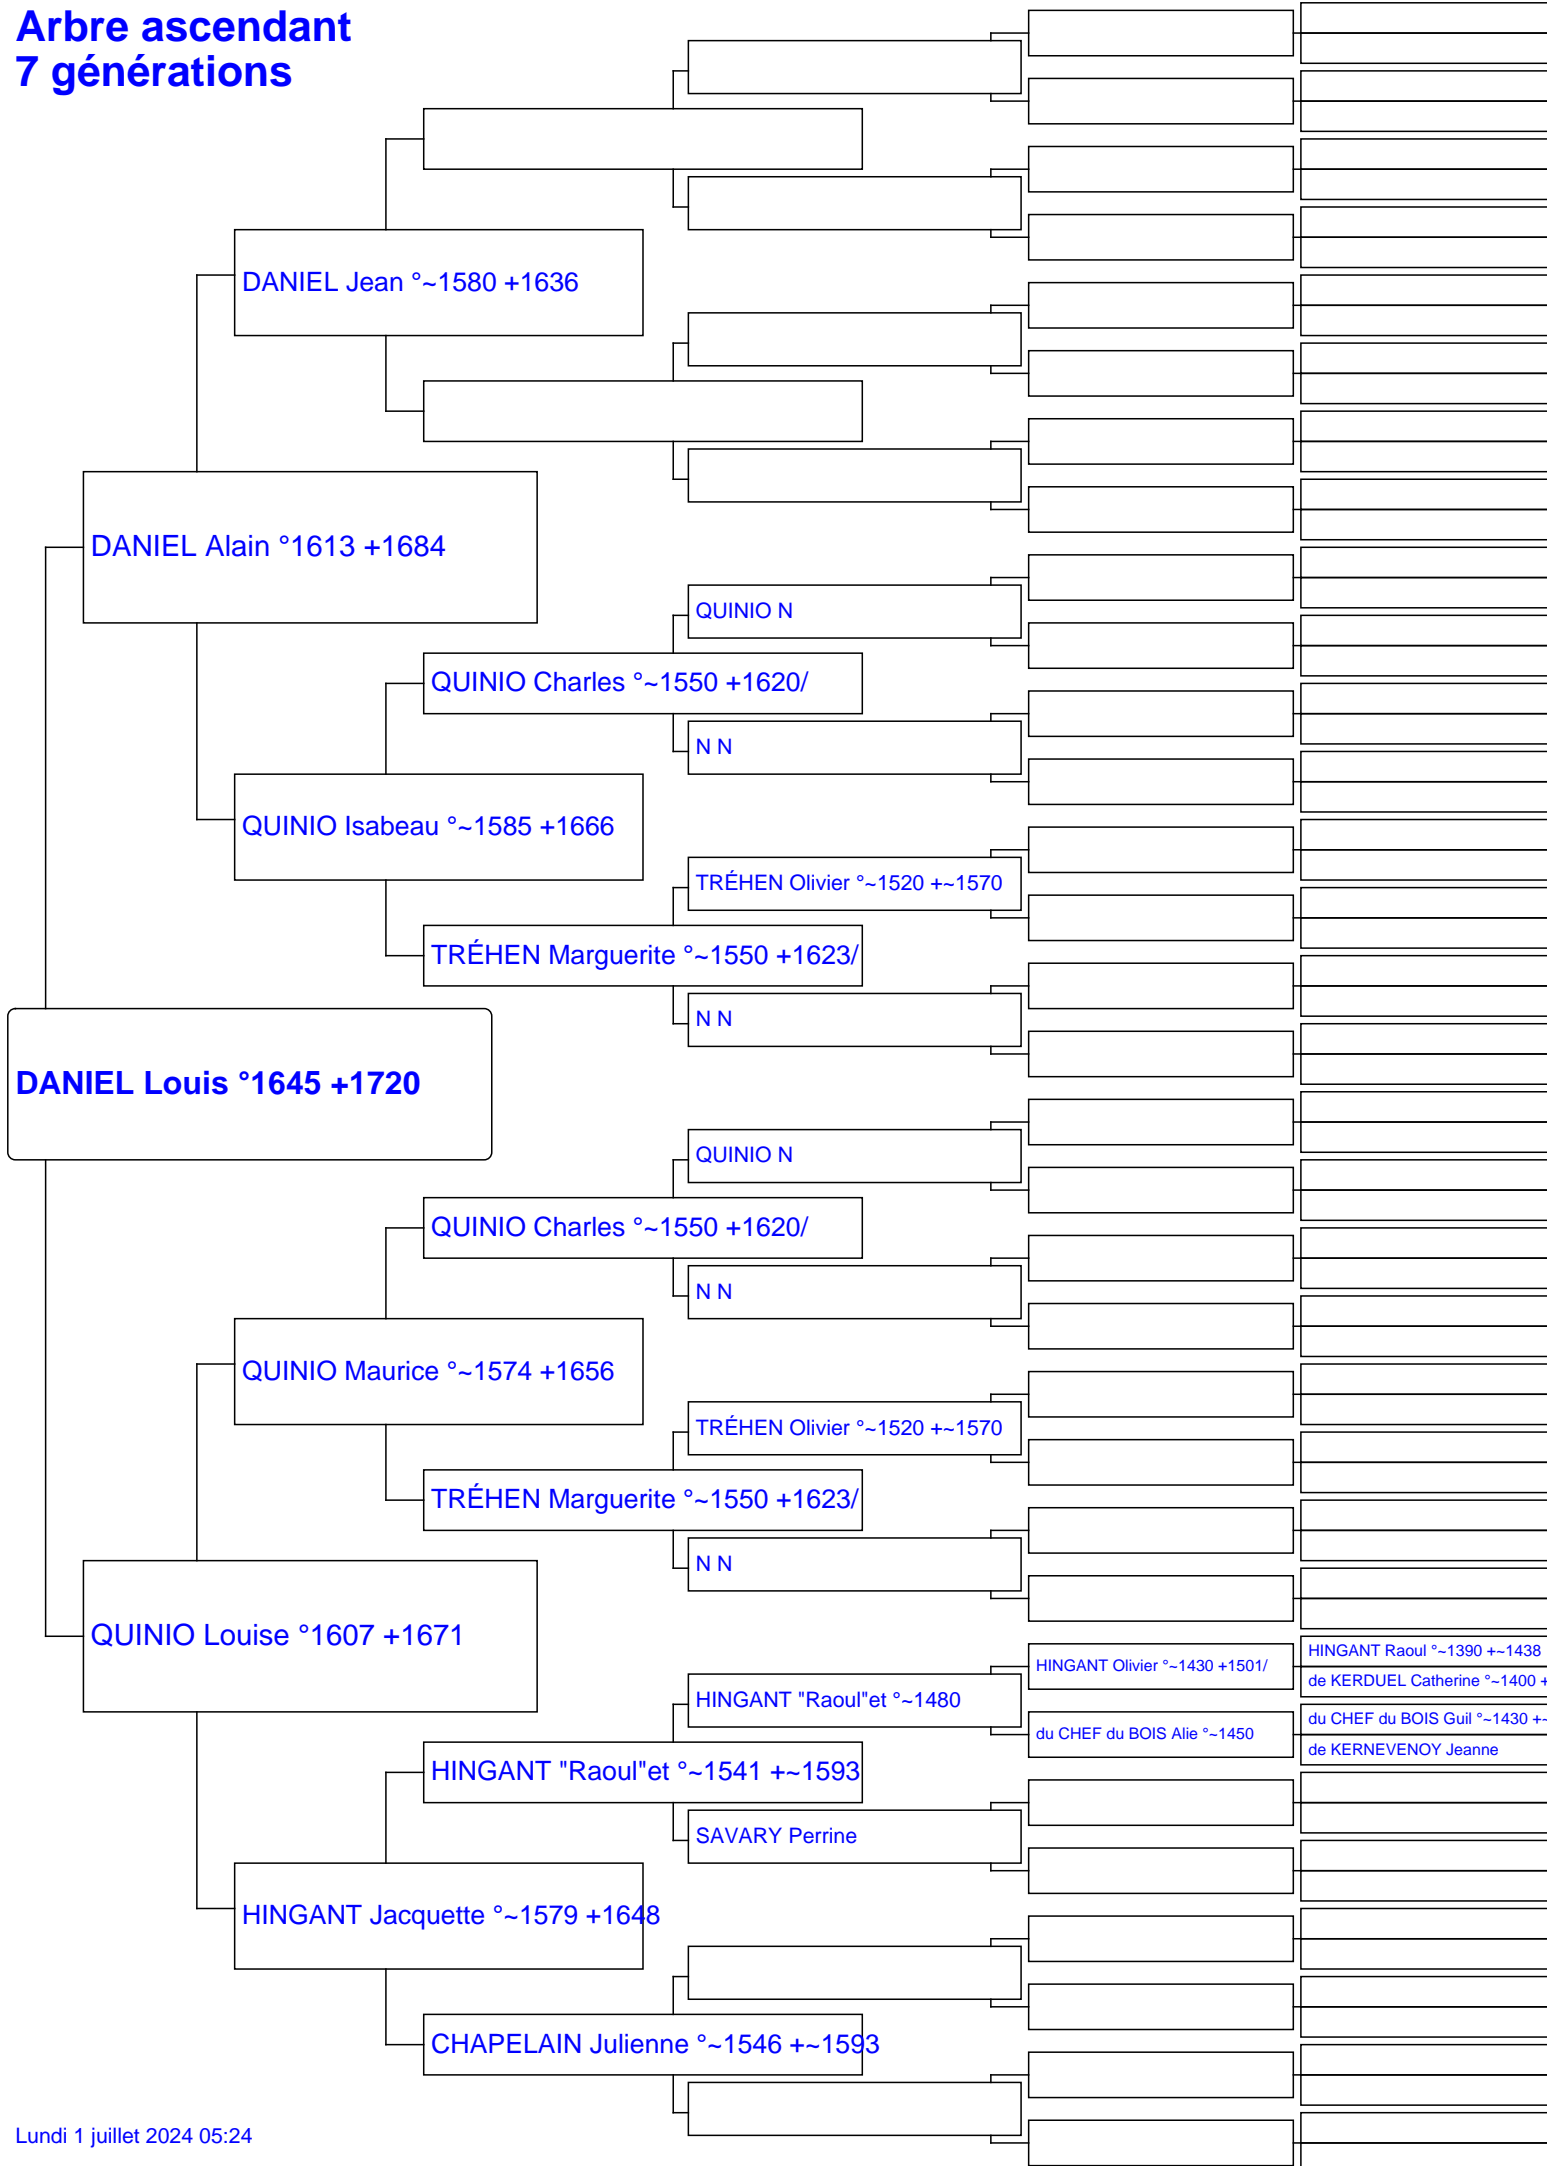 Arbre ascendant
7 générations
DANIEL Jean °~1580 +1636
DANIEL Alain °1613 +1684
QUINIO N
QUINIO Charles °~1550 +1620/
N N
QUINIO Isabeau °~1585 +1666
TRÉHEN Olivier °~1520 +~1570
TRÉHEN Marguerite °~1550 +1623/
N N
DANIEL Louis °1645 +1720
QUINIO N
QUINIO Charles °~1550 +1620/
N N
QUINIO Maurice °~1574 +1656
TRÉHEN Olivier °~1520 +~1570
TRÉHEN Marguerite °~1550 +1623/
N N
QUINIO Louise °1607 +1671
HINGANT Raoul °~1390 +~1438
HINGANT Olivier °~1430 +1501/
de KERDUEL Catherine °~1400 +
HINGANT "Raoul"et °~1480
du CHEF du BOIS Guil °~1430 +~
du CHEF du BOIS Alie °~1450
de KERNEVENOY Jeanne
HINGANT "Raoul"et °~1541 +~1593
SAVARY Perrine
HINGANT Jacquette °~1579 +1648
CHAPELAIN Julienne °~1546 +~1593
Lundi 1 juillet 2024 05:24